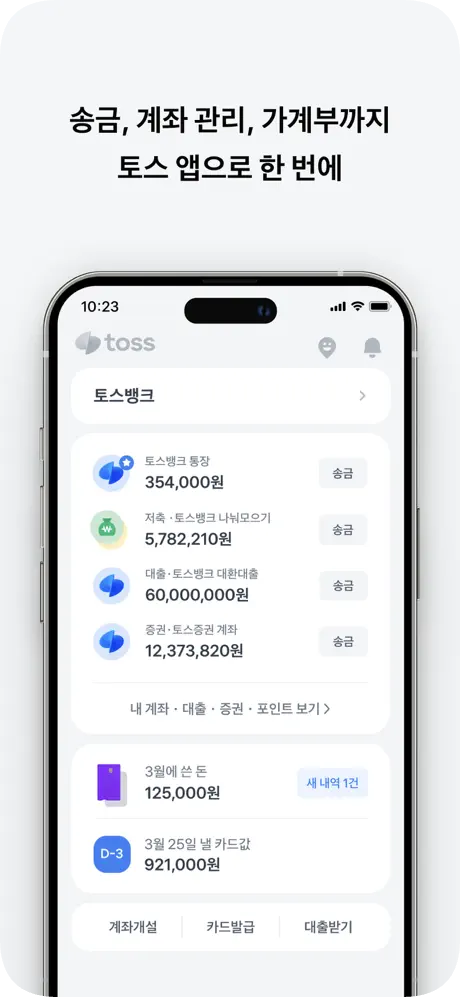 송금, 계좌 관리, 가계부까지
토스 앱으로 한 번에
10:23
toss
토스뱅크
토스뱅크 통장
354,000원
송금
저축 · 토스뱅크 나눠모으기
5,782,210원
송금
대출 · 토스뱅크 대환대출
60,000,000원
송금
증권 · 토스증권 계좌
12,373,820원
송금
내 계좌 · 대출 · 증권 · 포인트 보기
3월에 쓴 돈
125,000원
새 내역 1건
D-3
3월 25일 낼 카드값
921,000원
계좌개설
카드발급
대출받기